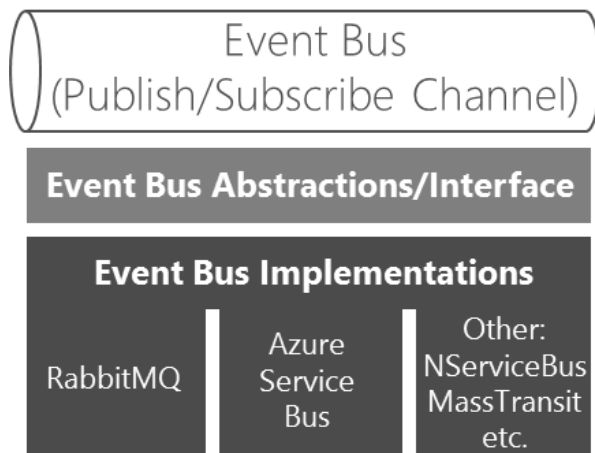 Event Bus
(Publish/Subscribe Channel)
Event Bus Abstractions/Interface
Event Bus Implementations
RabbitMQ
Azure
Service
Bus
Other:
NServiceBus
MassTransit
etc.